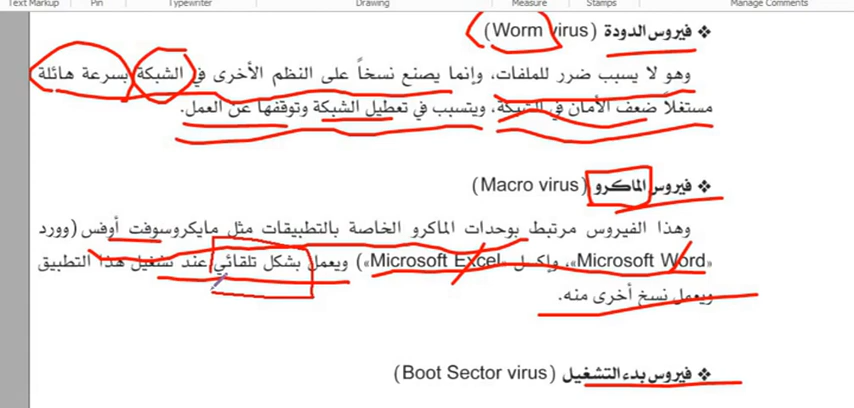 Text Markup Pin Typewriter Drawing Measure Stamps Manage Comments
❖ فيروس الدودة (Worm virus)
وهو لا يسبب ضرر للملفات، وإنما يصنع نسخاً على النظم الأخرى في الشبكة بسرعة هائلة
مستغلاً ضعف الأمان في الشبكة، ويتسبب في تعطيل الشبكة وتوقفها عن العمل.
❖ فيروس الماكرو (Macro virus)
وهذا الفيروس مرتبط بوحدات الماكرو الخاصة بالتطبيقات مثل مايكروسوفت أوفس (وورد
«Microsoft Word»، وإكسل «Microsoft Excel») ويعمل بشكل تلقائي عند تشغيل هذا التطبيق
ويعمل نسخ أخرى منه.
❖ فيروس بدء التشغيل (Boot Sector virus)